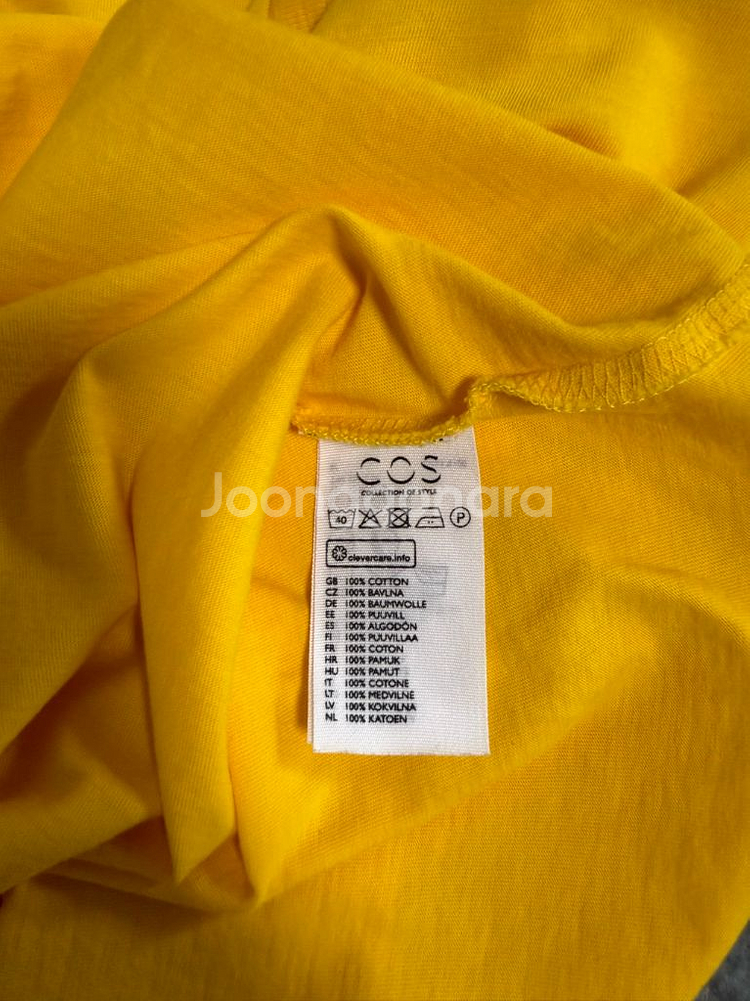 COS
COLLECTION OF STYLE
Joonggonara
40 P
clevercare.info
GB 100% COTTON
CZ 100% BAVLNA
DE 100% BAUMWOLLE
EE 100% PUUVILL
ES 100% ALGODÓN
FI 100% PUUVILLAA
FR 100% COTON
HR 100% PAMUK
HU 100% PAMUT
IT 100% COTONE
LT 100% MEDVILNĖ
LV 100% KOKVILNA
NL 100% KATOEN